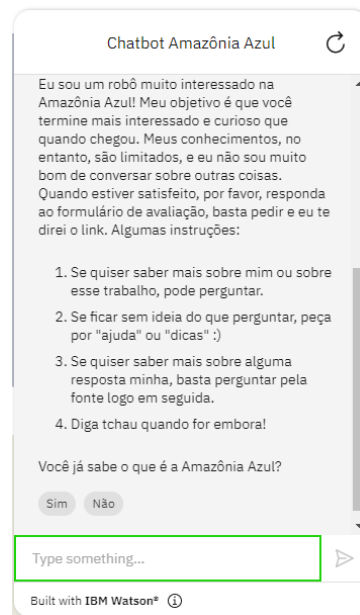 Chatbot Amazônia Azul
Eu sou um robô muito interessado na
Amazônia Azul! Meu objetivo é que você
termine mais interessado e curioso que
quando chegou. Meus conhecimentos, no
entanto, são limitados, e eu não sou muito
bom de conversar sobre outras coisas.
Quando estiver satisfeito, por favor, responda
ao formulário de avaliação, basta pedir e eu te
direi o link. Algumas instruções:
1. Se quiser saber mais sobre mim ou sobre
esse trabalho, pode perguntar.
2. Se ficar sem ideia do que perguntar, peça
por "ajuda" ou "dicas" :)
3. Se quiser saber mais sobre alguma
resposta minha, basta perguntar pela
fonte logo em seguida.
4. Diga tchau quando for embora!
Você já sabe o que é a Amazônia Azul?
Sim Não
Type something...
Built with IBM Watson®